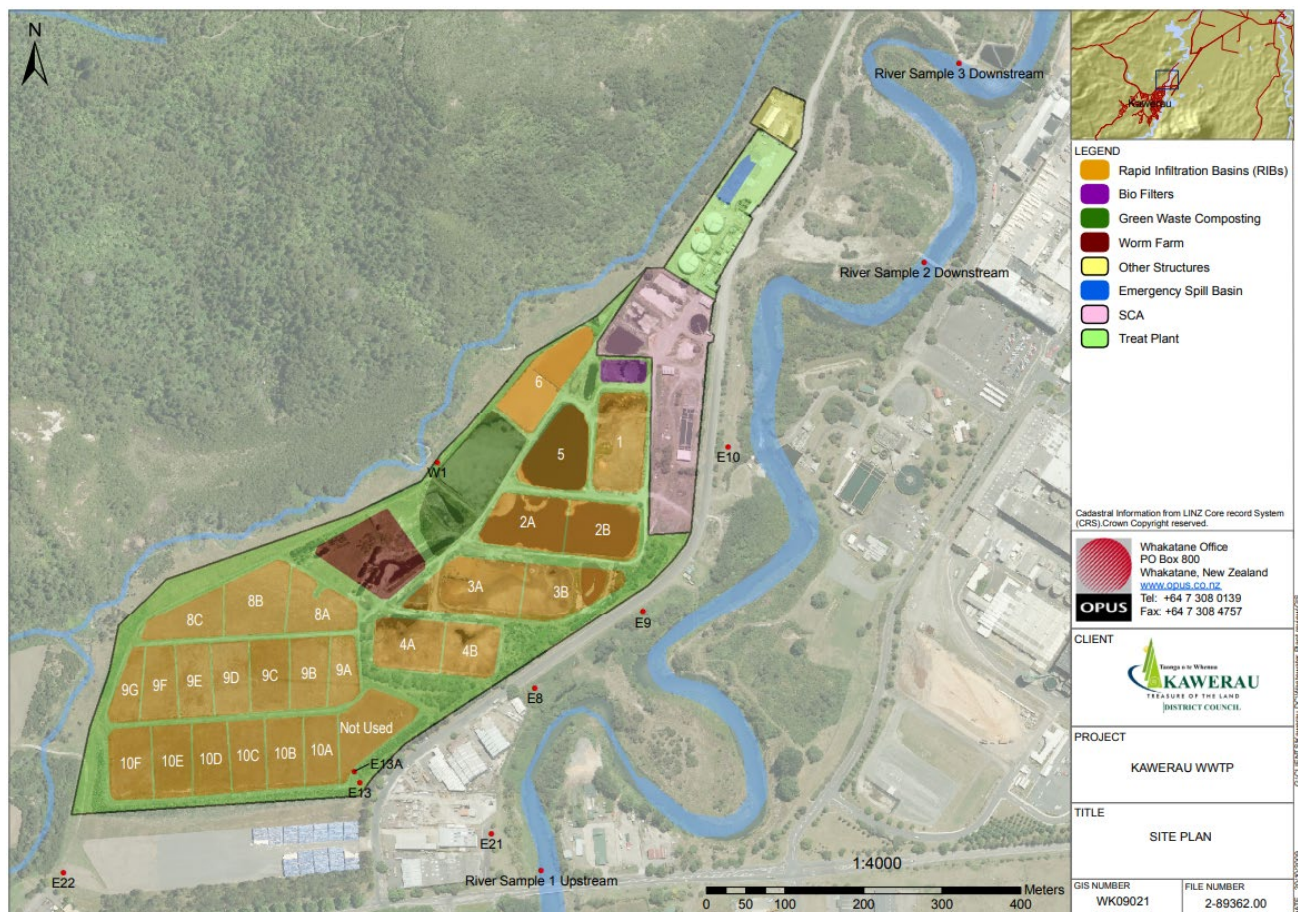 N
River Sample 3 Downstream
River Sample 2 Downstream
6
1
E10
W1
5
2A
2B
3A
3B
8B
8C
8A
E9
4A
4B
9G
9F
9E
9D
9C
9B
9A
E8
Not Used
10F
10E
10D
10C
10B
10A
E13A
E13
E21
E22
River Sample 1 Upstream
1:4000
Meters
0 50 100 200 300 400
Kawerau
LEGEND
Rapid Infiltration Basins (RIBs)
Bio Filters
Green Waste Composting
Worm Farm
Other Structures
Emergency Spill Basin
SCA
Treat Plant
Cadastral Information from LINZ Core record System
(CRS).Crown Copyright reserved.
OPUS
Whakatane Office
PO Box 800
Whakatane, New Zealand
www.opus.co.nz
Tel: +64 7 308 0139
Fax: +64 7 308 4757
CLIENT
Taonga o te Whenua
KAWERAU
TREASURE OF THE LAND
DISTRICT COUNCIL
PROJECT
KAWERAU WWTP
TITLE
SITE PLAN
GIS NUMBER
WK09021
FILE NUMBER
2-89362.00